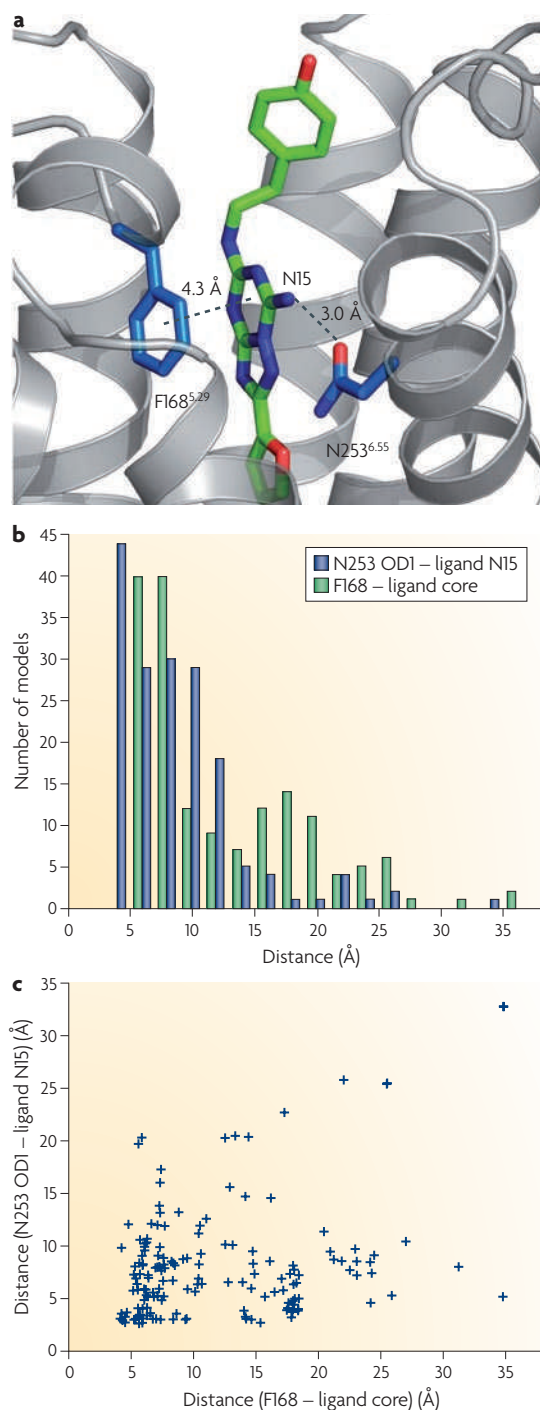 a
N15
4.3 Å
3.0 Å
F168^5.29
N253^6.55
b
45
40
35
30
25
20
15
10
5
0
Number of models
N253 OD1 – ligand N15
F168 – ligand core
0 5 10 15 20 25 30 35
Distance (Å)
c
35
30
25
20
15
10
5
0
Distance (N253 OD1 – ligand N15) (Å)
0 5 10 15 20 25 30 35
Distance (F168 – ligand core) (Å)